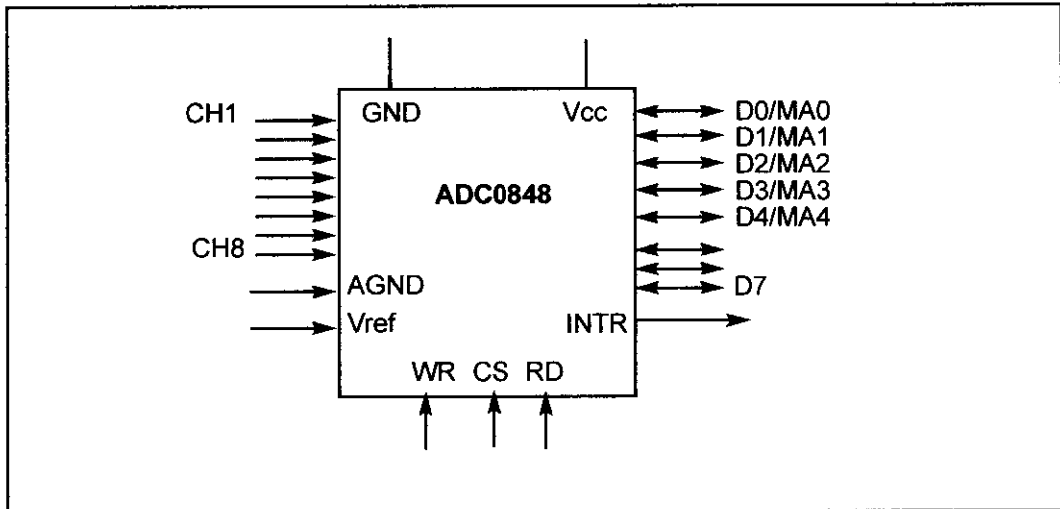 CH1
GND
Vcc
D0/MA0
D1/MA1
D2/MA2
ADC0848
D3/MA3
D4/MA4
CH8
AGND
D7
Vref
INTR
WR CS RD